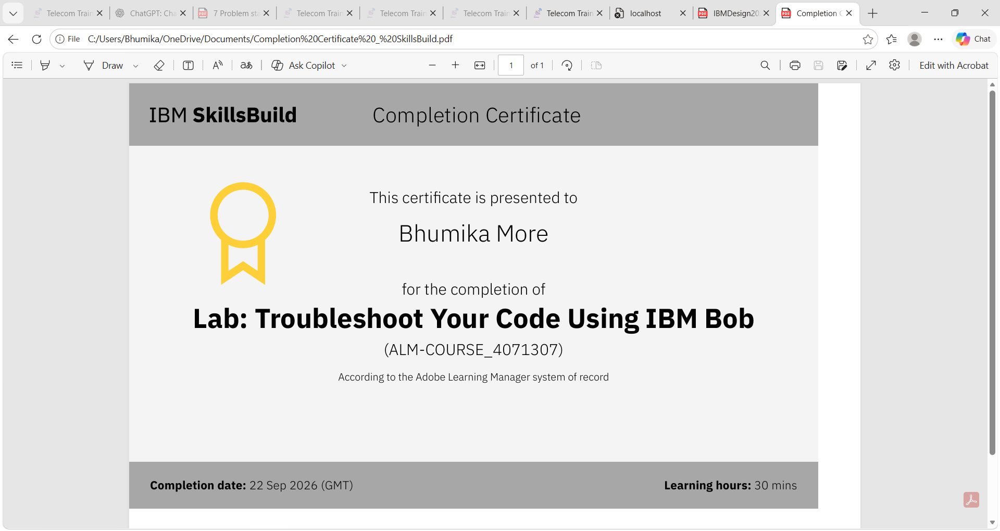 Telecom Train
ChatGPT: Cha
7 Problem sta
Telecom Train
Telecom Train
Telecom Train
Telecom Train
localhost
IBMDesign20
Completion C
File C:/Users/Bhumika/OneDrive/Documents/Completion%20Certificate%20_%20SkillsBuild.pdf
Chat
Draw
Ask Copilot
1 of 1
Edit with Acrobat
IBM SkillsBuild
Completion Certificate
This certificate is presented to
Bhumika More
for the completion of
Lab: Troubleshoot Your Code Using IBM Bob
(ALM-COURSE_4071307)
According to the Adobe Learning Manager system of record
Completion date: 22 Sep 2026 (GMT)
Learning hours: 30 mins